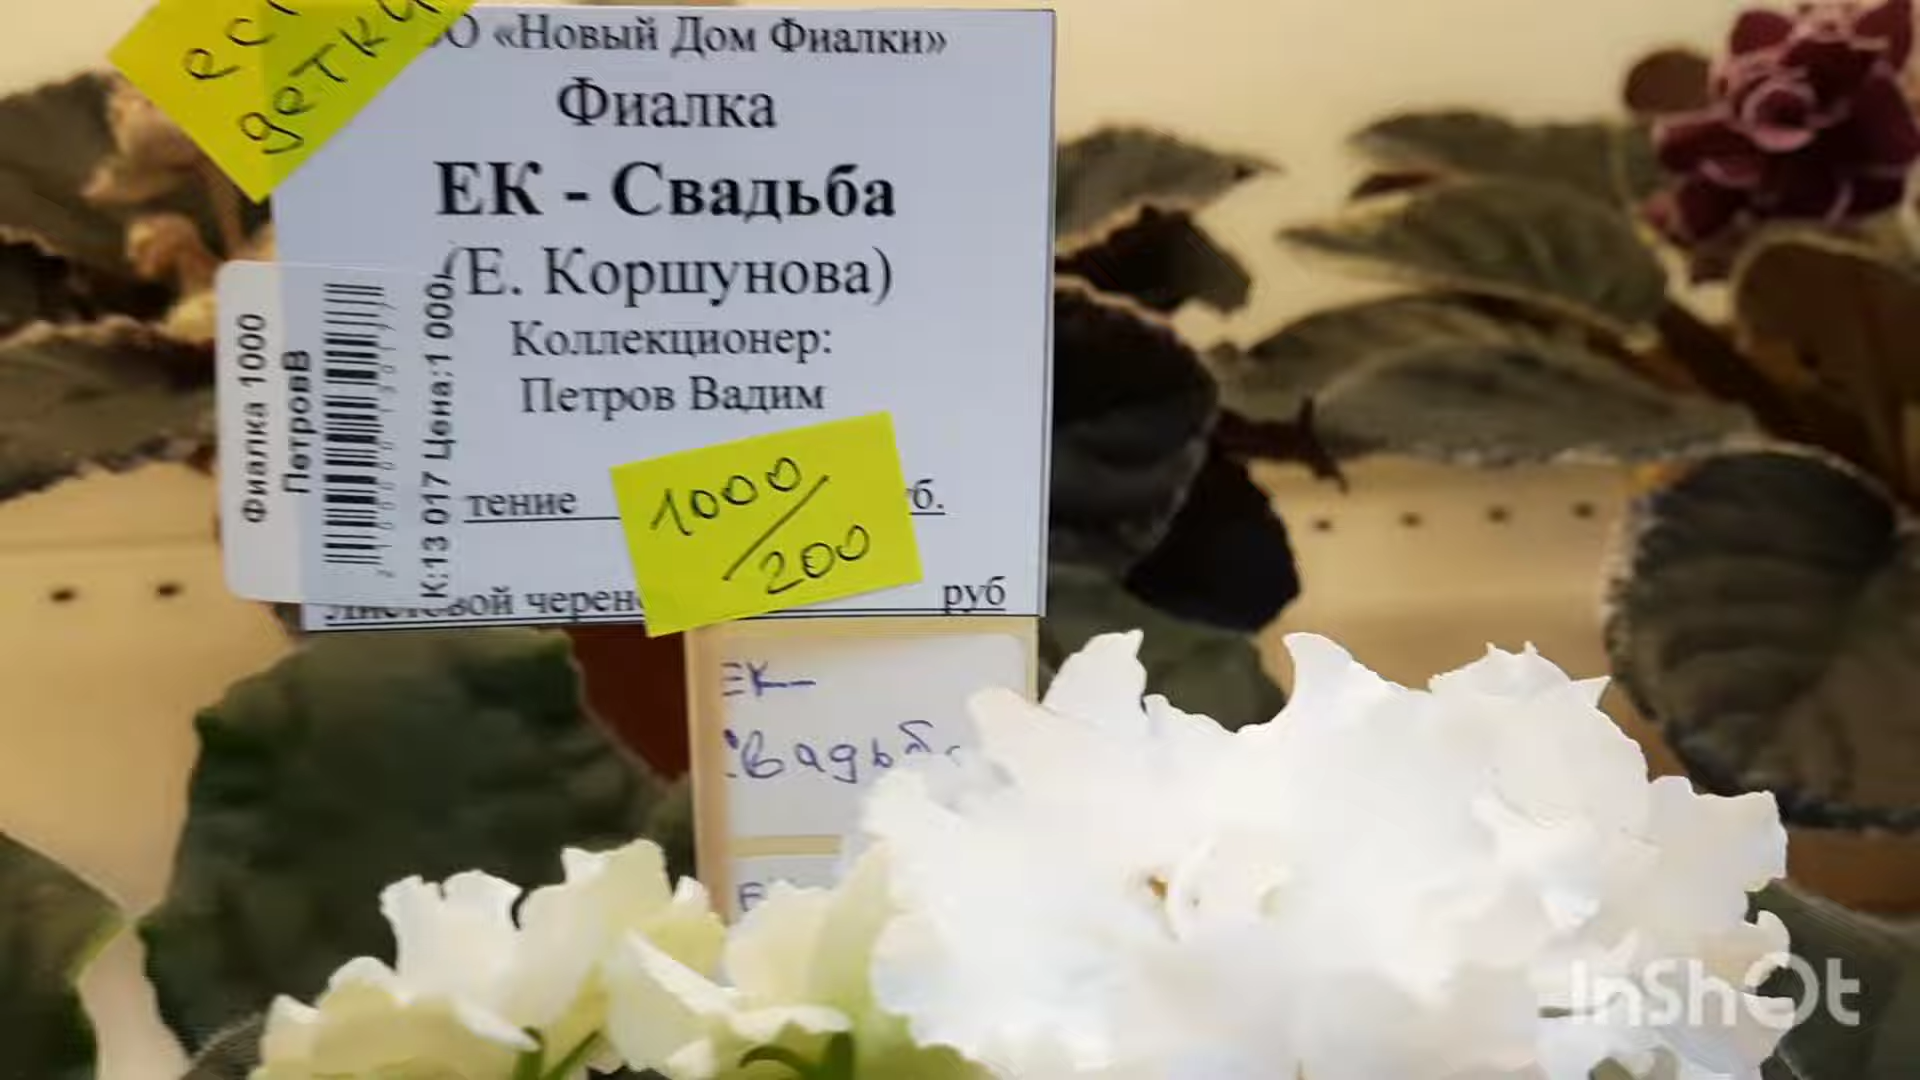 детки
«Новый Дом Фиалки»
Фиалка
ЕК - Свадьба
(Е. Коршунова)
Коллекционер:
Петров Вадим
тение
1000
200
руб
Фиалка 1000
ПетровВ
К:13 017 Цена:1 000
ЕК-
InShOt